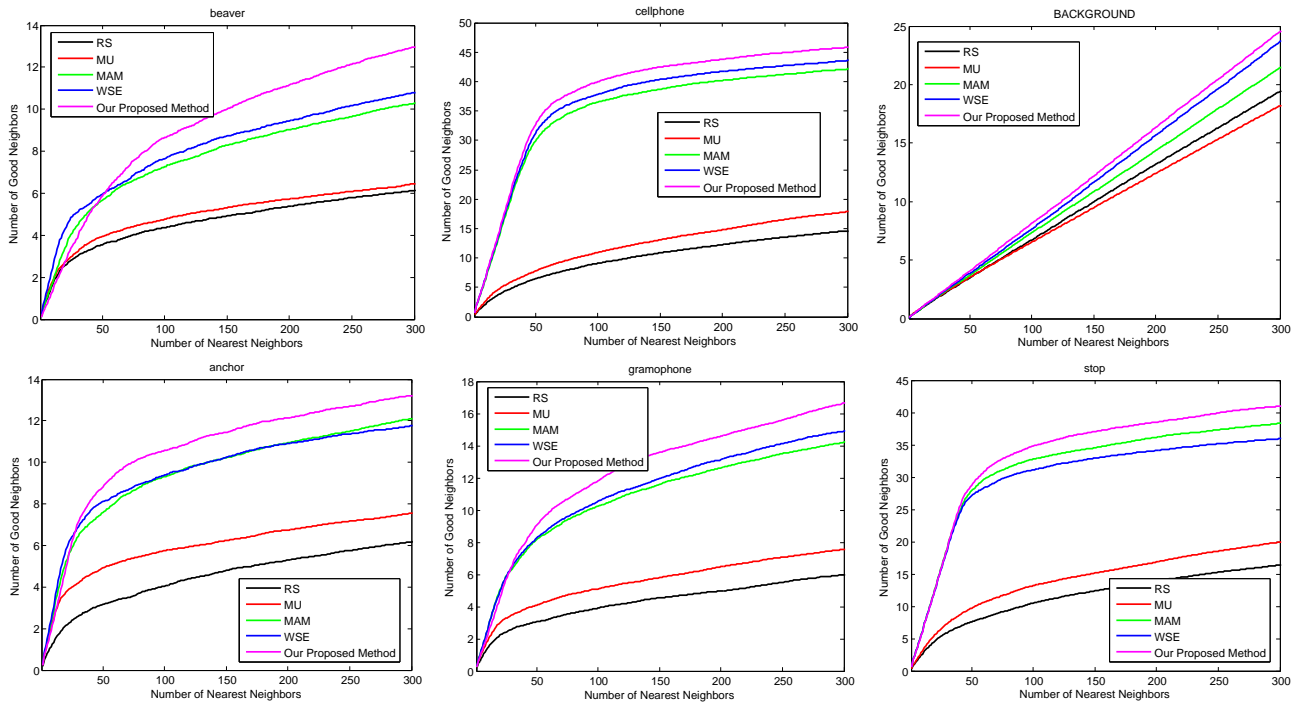 beaver
14
12
10
8
6
4
2
0
Number of Good Neighbors
RS
MU
MAM
WSE
Our Proposed Method
50 100 150 200 250 300
Number of Nearest Neighbors
cellphone
50
45
40
35
30
25
20
15
10
5
0
Number of Good Neighbors
RS
MU
MAM
WSE
Our Proposed Method
50 100 150 200 250 300
Number of Nearest Neighbors
BACKGROUND
25
20
15
10
5
0
Number of Good Neighbors
RS
MU
MAM
WSE
Our Proposed Method
50 100 150 200 250 300
Number of Nearest Neighbors
anchor
14
12
10
8
6
4
2
0
Number of Good Neighbors
RS
MU
MAM
WSE
Our Proposed Method
50 100 150 200 250 300
Number of Nearest Neighbors
gramophone
18
16
14
12
10
8
6
4
2
0
Number of Good Neighbors
RS
MU
MAM
WSE
Our Proposed Method
50 100 150 200 250 300
Number of Nearest Neighbors
stop
45
40
35
30
25
20
15
10
5
0
Number of Good Neighbors
RS
MU
MAM
WSE
Our Proposed Method
50 100 150 200 250 300
Number of Nearest Neighbors